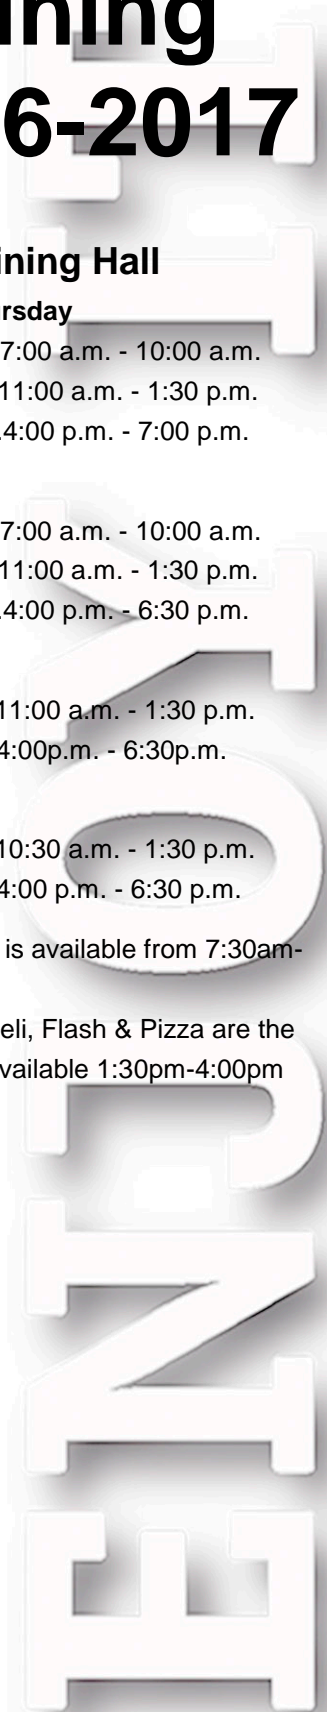 ining
6-2017
ining Hall
rsday
7:00 a.m. - 10:00 a.m.
11:00 a.m. - 1:30 p.m.
.4:00 p.m. - 7:00 p.m.
7:00 a.m. - 10:00 a.m.
11:00 a.m. - 1:30 p.m.
.4:00 p.m. - 6:30 p.m.
11:00 a.m. - 1:30 p.m.
4:00p.m. - 6:30p.m.
10:30 a.m. - 1:30 p.m.
4:00 p.m. - 6:30 p.m.
is available from 7:30am-
eli, Flash & Pizza are the
vailable 1:30pm-4:00pm
ENJOY IT